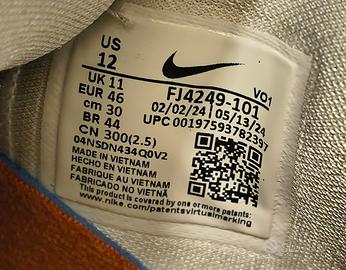 US
12
UK 11
EUR 46
cm 30
BR 44
CN 300(2.5)
FJ4249-101 VO1
02/02/24 05/13/24
UPC 00197593782397
04NSDN434Q0V2
MADE IN VIETNAM
HECHO EN VIETNAM
FABRIQUE AU VIETNAM
FABRICADO NO VIETNÃ
This product is covered by one or more patents:
www.nike.com/patentsvirtualmarking